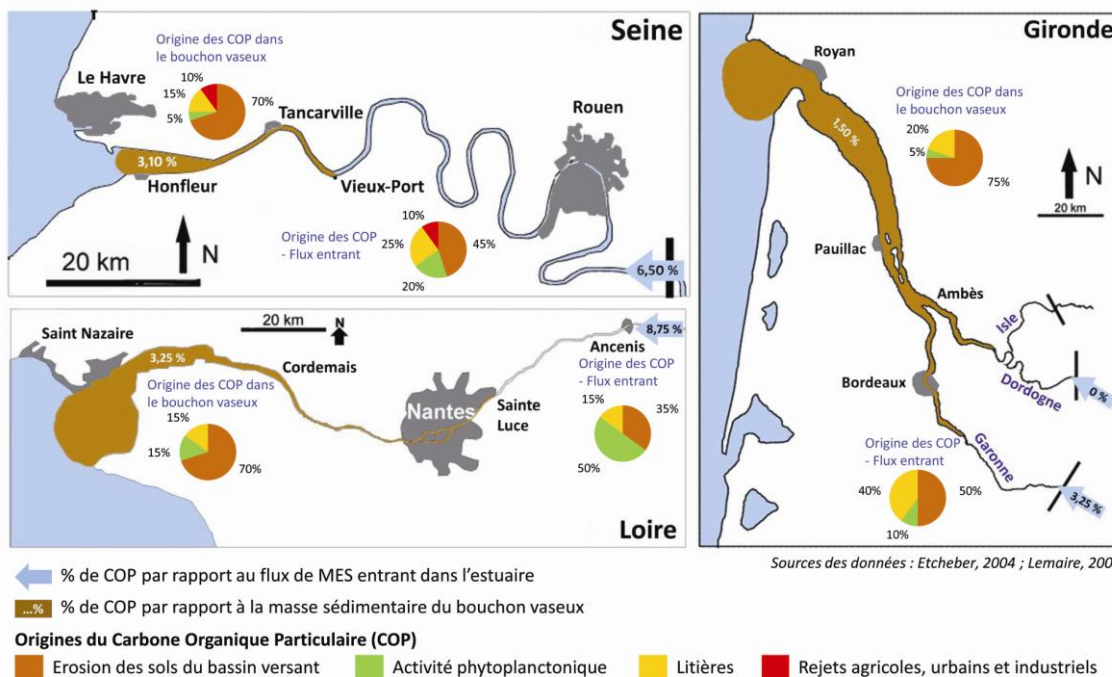 Seine
Origine des COP dans
le bouchon vaseux
10%
15%
5%
70%
Le Havre
Tancarville
Rouen
3,10 %
Honfleur
Vieux-Port
N
20 km
Origine des COP
- Flux entrant
10%
25%
45%
20%
6,50 %
20 km
N
Saint Nazaire
3,25 %
Cordemais
8,75 %
Ancenis
Origine des COP dans
le bouchon vaseux
15%
15%
70%
Nantes
Sainte
Luce
Origine des COP
- Flux entrant
15%
35%
50%
Loire
Gironde
Royan
Origine des COP dans
le bouchon vaseux
1,50 %
20%
5%
75%
N
20 km
Pauillac
Ambès
Isle
Bordeaux
Dordogne
0 %
Garonne
Origine des COP
- Flux entrant
40%
50%
10%
3,25 %
Sources des données : Etcheber, 2004 ; Lemaire, 200
% de COP par rapport au flux de MES entrant dans l'estuaire
...% % de COP par rapport à la masse sédimentaire du bouchon vaseux
Origines du Carbone Organique Particulaire (COP)
Erosion des sols du bassin versant Activité phytoplanctonique Litières Rejets agricoles, urbains et industriels